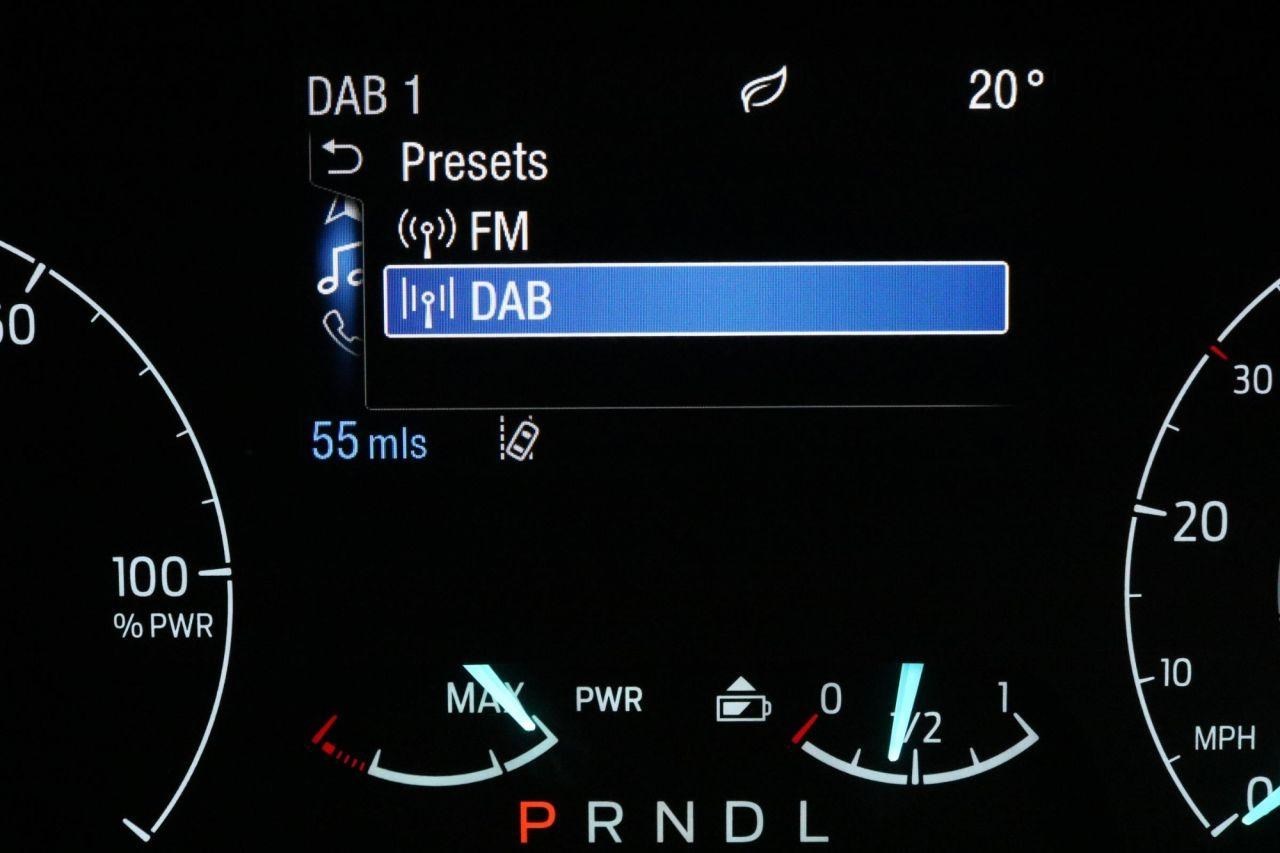 DAB 1 20°
Presets
FM
DAB
55 mls
30
20
100
% PWR
10
MPH
0
MAX PWR
0 1/2 1
P R N D L